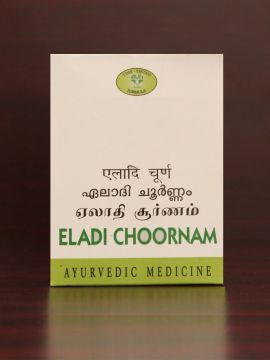 एलादि चूर्ण
ഏലാദി ചൂർണ്ണം
ஏலாதி சூர்ணம்
ELADI CHOORNAM
AYURVEDIC MEDICINE